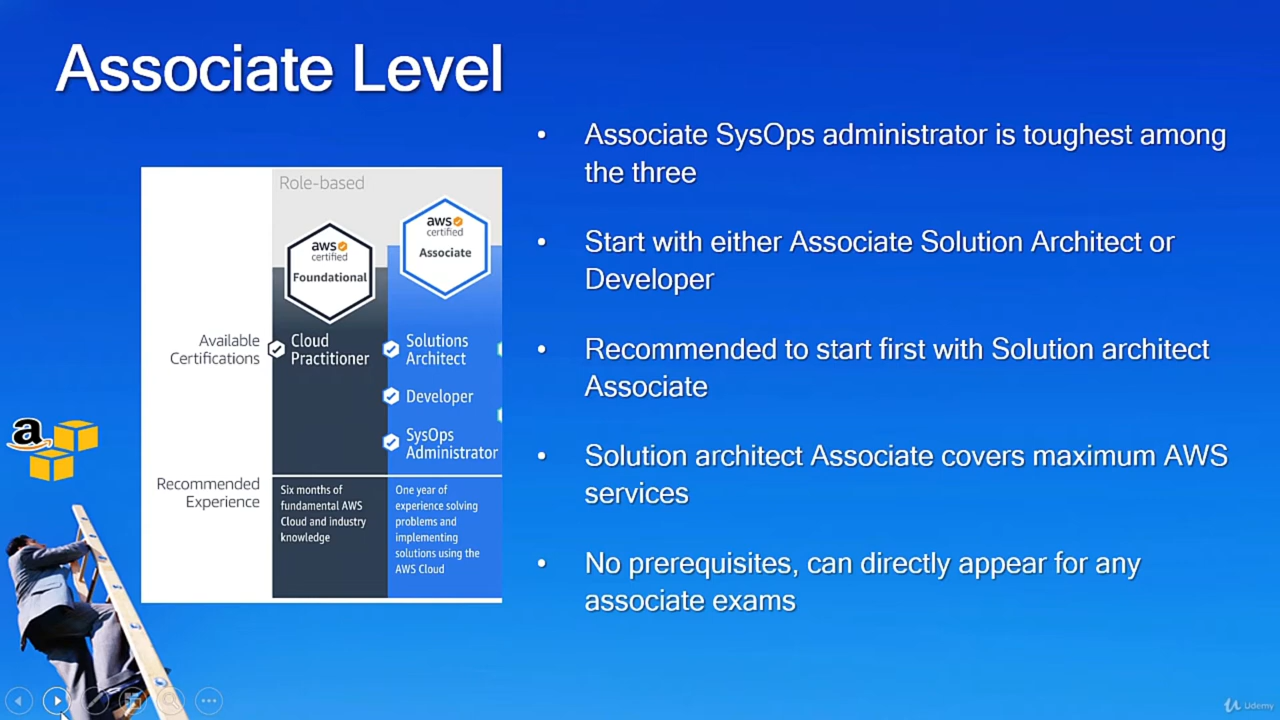 Associate Level
Role-based
aws
certified
Foundational
aws
certified
Associate
Available
Certifications
Cloud
Practitioner
Solutions
Architect
Developer
SysOps
Administrator
Recommended
Experience
Six months of
fundamental AWS
Cloud and industry
knowledge
One year of
experience solving
problems and
implementing
solutions using the
AWS Cloud
• Associate SysOps administrator is toughest among
the three
• Start with either Associate Solution Architect or
Developer
• Recommended to start first with Solution architect
Associate
• Solution architect Associate covers maximum AWS
services
• No prerequisites, can directly appear for any
associate exams
a
Udemy